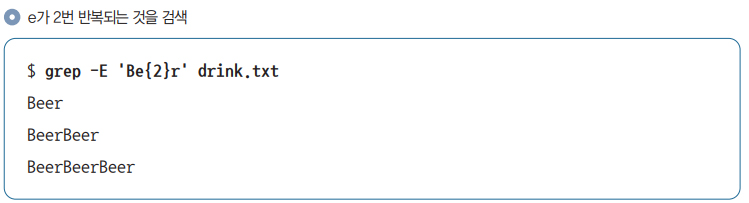 e가 2번 반복되는 것을 검색
$ grep -E 'Be{2}r' drink.txt
Beer
BeerBeer
BeerBeerBeer